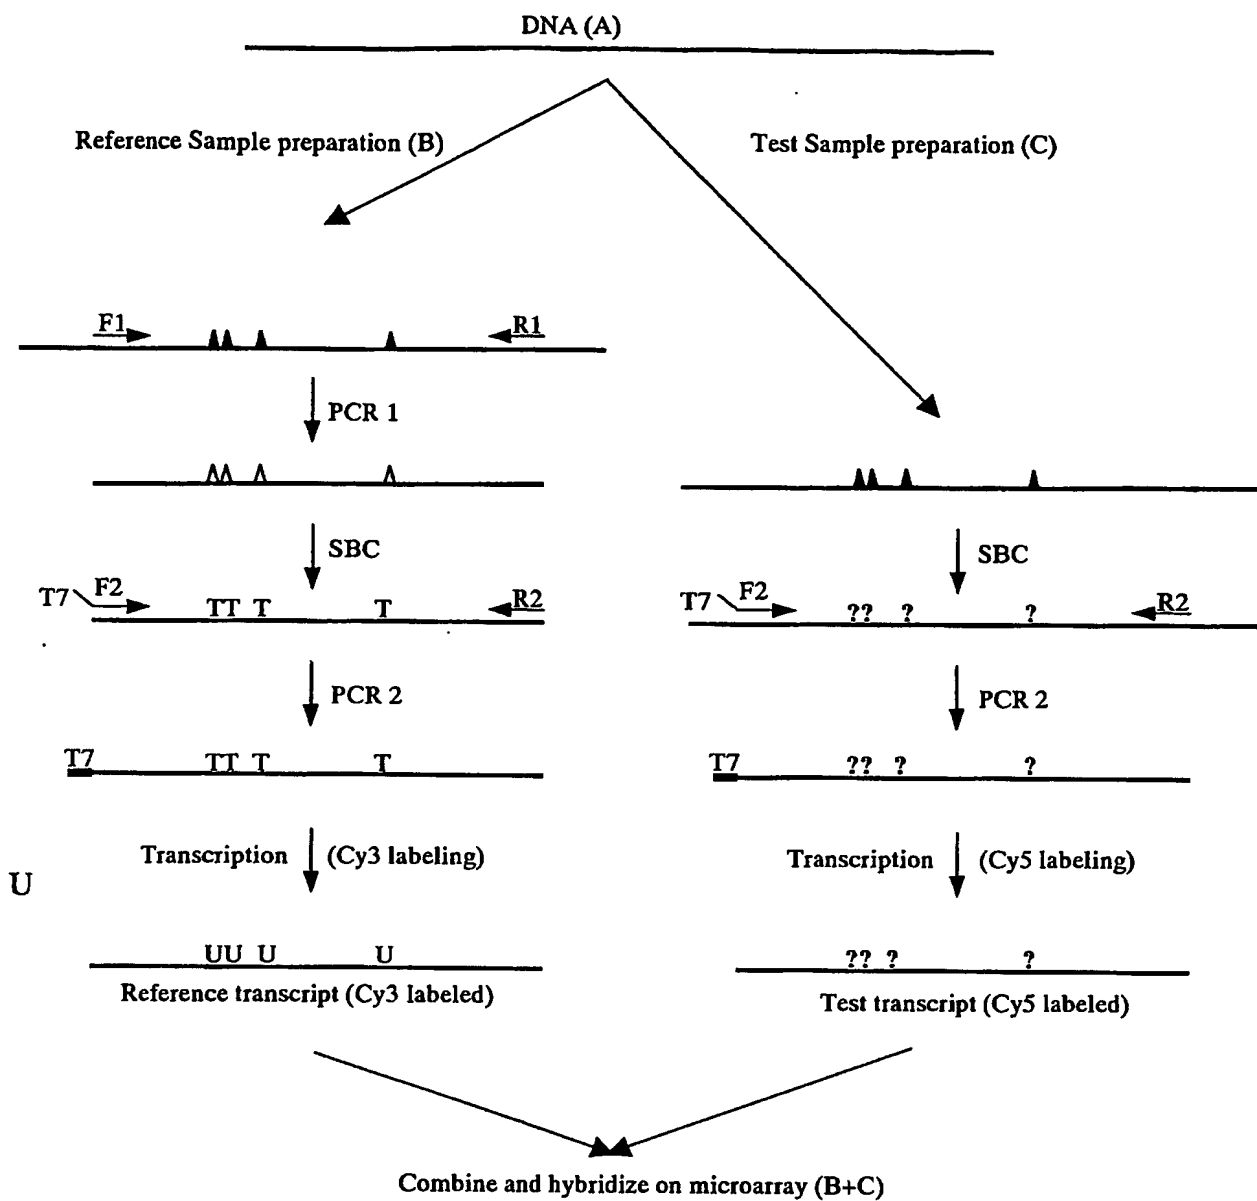 DNA (A)
Reference Sample preparation (B)
Test Sample preparation (C)
F1
R1
PCR 1
SBC
T7 F2 TT T T R2
PCR 2
T7 TT T T
Transcription (Cy3 labeling)
U
UU U U
Reference transcript (Cy3 labeled)
SBC
T7 F2 ?? ? ? R2
PCR 2
T7 ?? ? ?
Transcription (Cy5 labeling)
?? ? ?
Test transcript (Cy5 labeled)
Combine and hybridize on microarray (B+C)